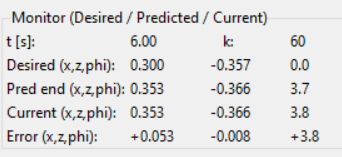 Monitor (Desired / Predicted / Current)
t [s]: 6.00 k: 60
Desired (x,z,phi): 0.300 -0.357 0.0
Pred end (x,z,phi): 0.353 -0.366 3.7
Current (x,z,phi): 0.353 -0.366 3.8
Error (x,z,phi): +0.053 -0.008 +3.8